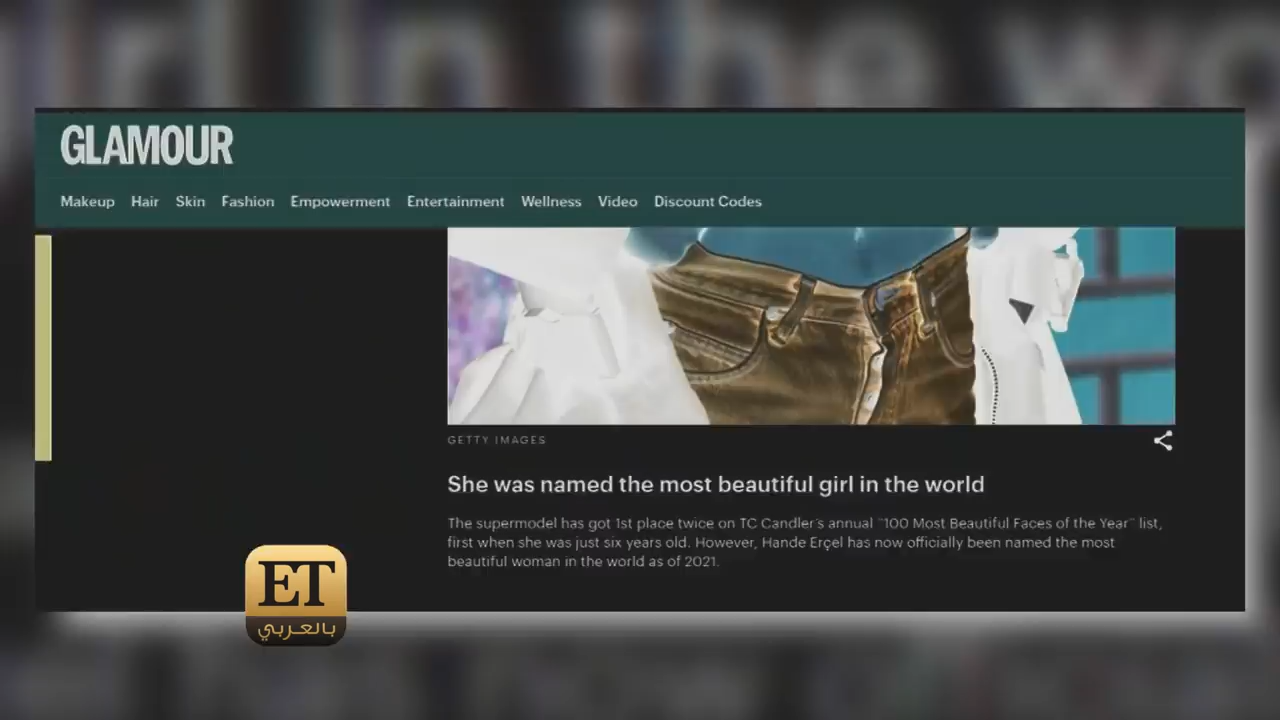 GLAMOUR
Makeup Hair Skin Fashion Empowerment Entertainment Wellness Video Discount Codes
GETTY IMAGES
She was named the most beautiful girl in the world
The supermodel has got 1st place twice on TC Candler's annual "100 Most Beautiful Faces of the Year" list,
first when she was just six years old. However, Hande Erçel has now officially been named the most
beautiful woman in the world as of 2021.
ET
بالعربي